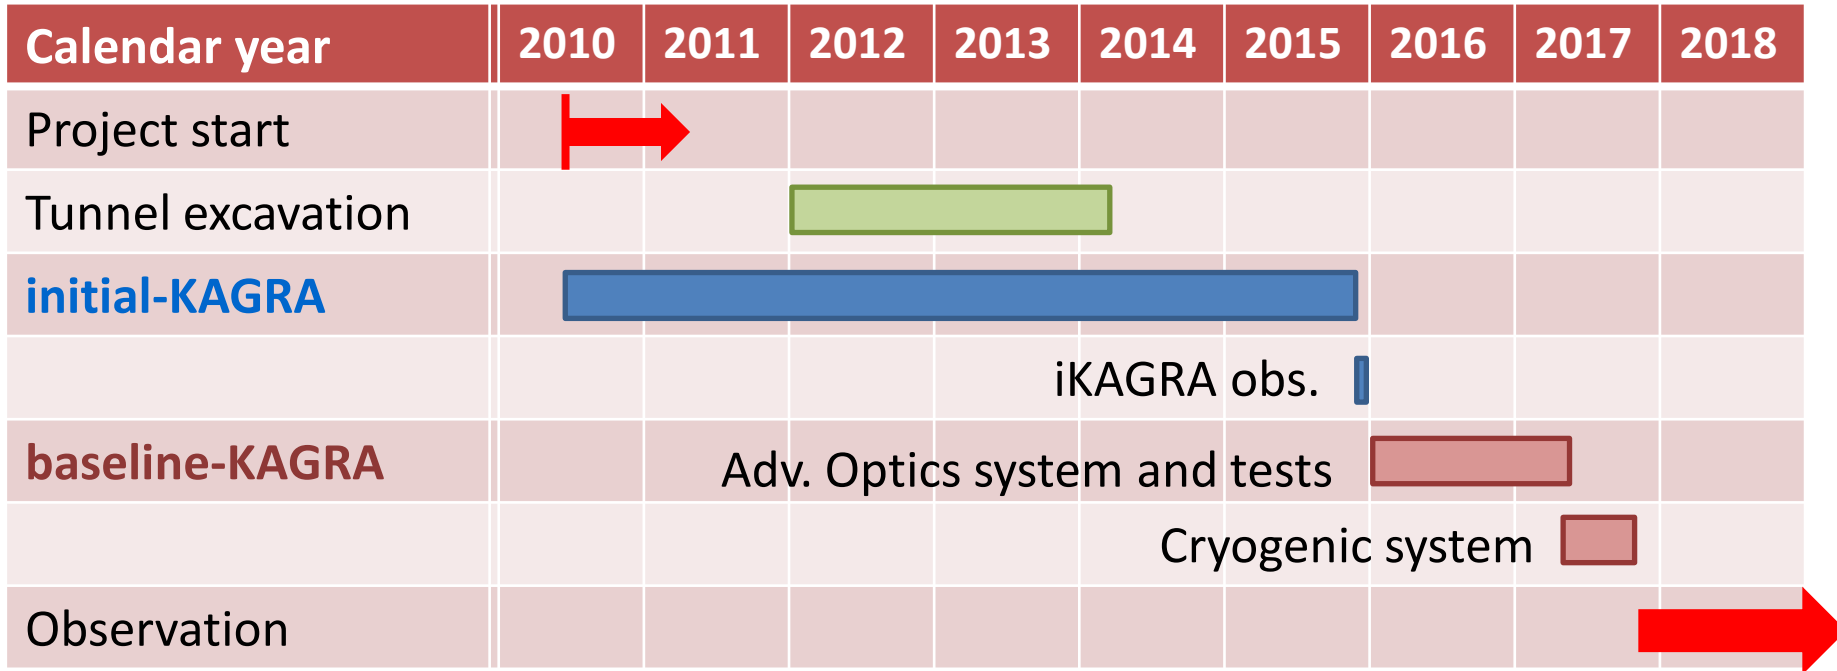 Calendar year 2010 2011 2012 2013 2014 2015 2016 2017 2018
Project start
Tunnel excavation
initial-KAGRA
iKAGRA obs.
baseline-KAGRA Adv. Optics system and tests
Cryogenic system
Observation